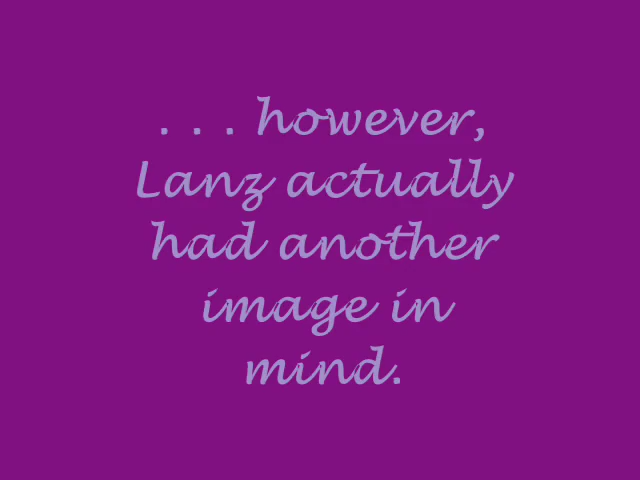 . . . however,
Lanz actually
had another
image in
mind.